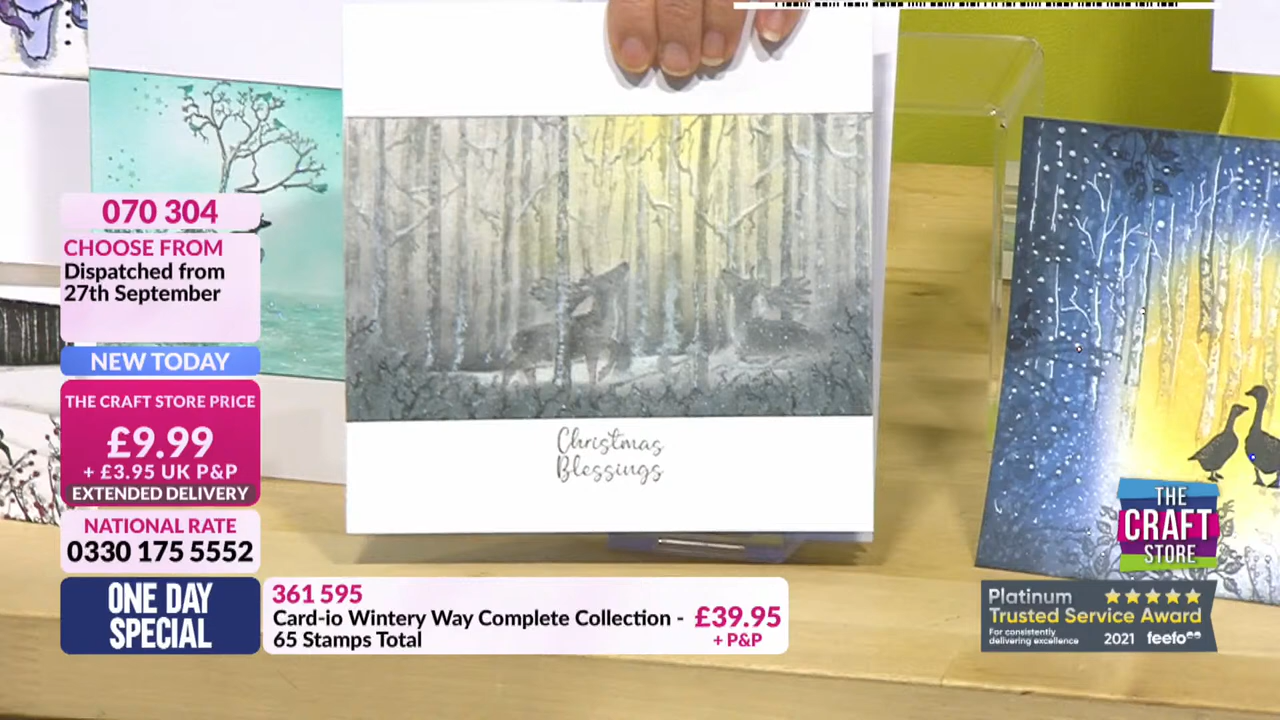 070 304
CHOOSE FROM
Dispatched from
27th September
NEW TODAY
THE CRAFT STORE PRICE
£9.99
+ £3.95 UK P&P
EXTENDED DELIVERY
NATIONAL RATE
0330 175 5552
ONE DAY
SPECIAL
361 595
Card-io Wintery Way Complete Collection -
65 Stamps Total
£39.95
+ P&P
Christmas
Blessings
THE
CRAFT
STORE
Platinum
Trusted Service Award
For consistently
delivering excellence
2021 feefo